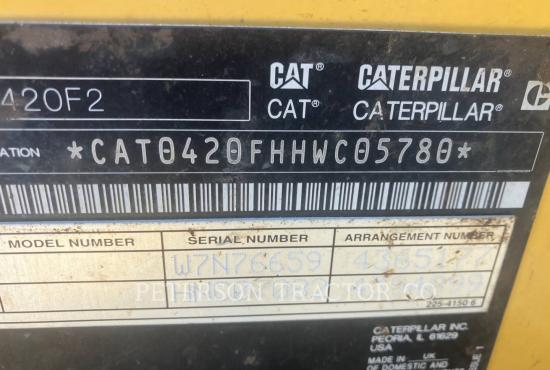 420F2
CAT® CATERPILLAR®
CAT® CATERPILLAR®
ATION *CAT0420FHHWC05780*
MODEL NUMBER SERIAL NUMBER ARRANGEMENT NUMBER
W7N76659
PETERSON TRACTOR CO
225-4150 6
CATERPILLAR INC.
PEORIA, IL 61629
USA
MADE IN UK
OF DOMESTIC AND